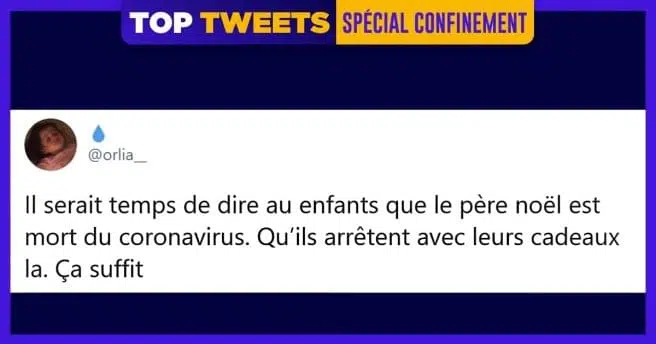 TOP TWEETS SPÉCIAL CONFINEMENT
@orlia__
Il serait temps de dire au enfants que le père noël est
mort du coronavirus. Qu'ils arrêtent avec leurs cadeaux
la. Ça suffit